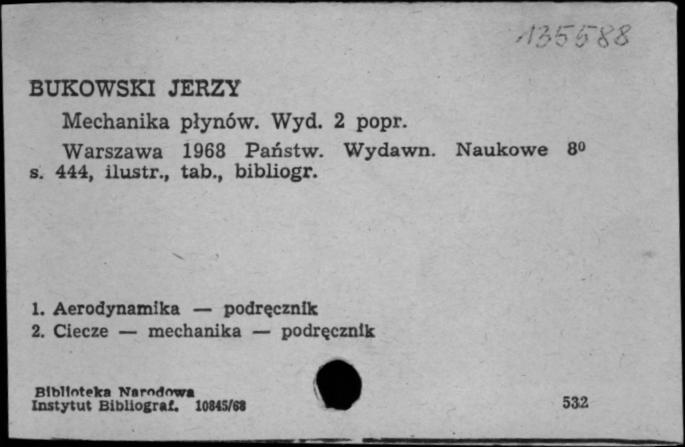 135588
BUKOWSKI JERZY
Mechanika płynów. Wyd. 2 popr.
Warszawa 1968 Państw. Wydawn. Naukowe 8⁰
s. 444, ilustr., tab., bibliogr.
1. Aerodynamika — podręcznik
2. Ciecze — mechanika — podręcznik
Biblioteka Narodowa
Instytut Bibliograf. 10845/68
532